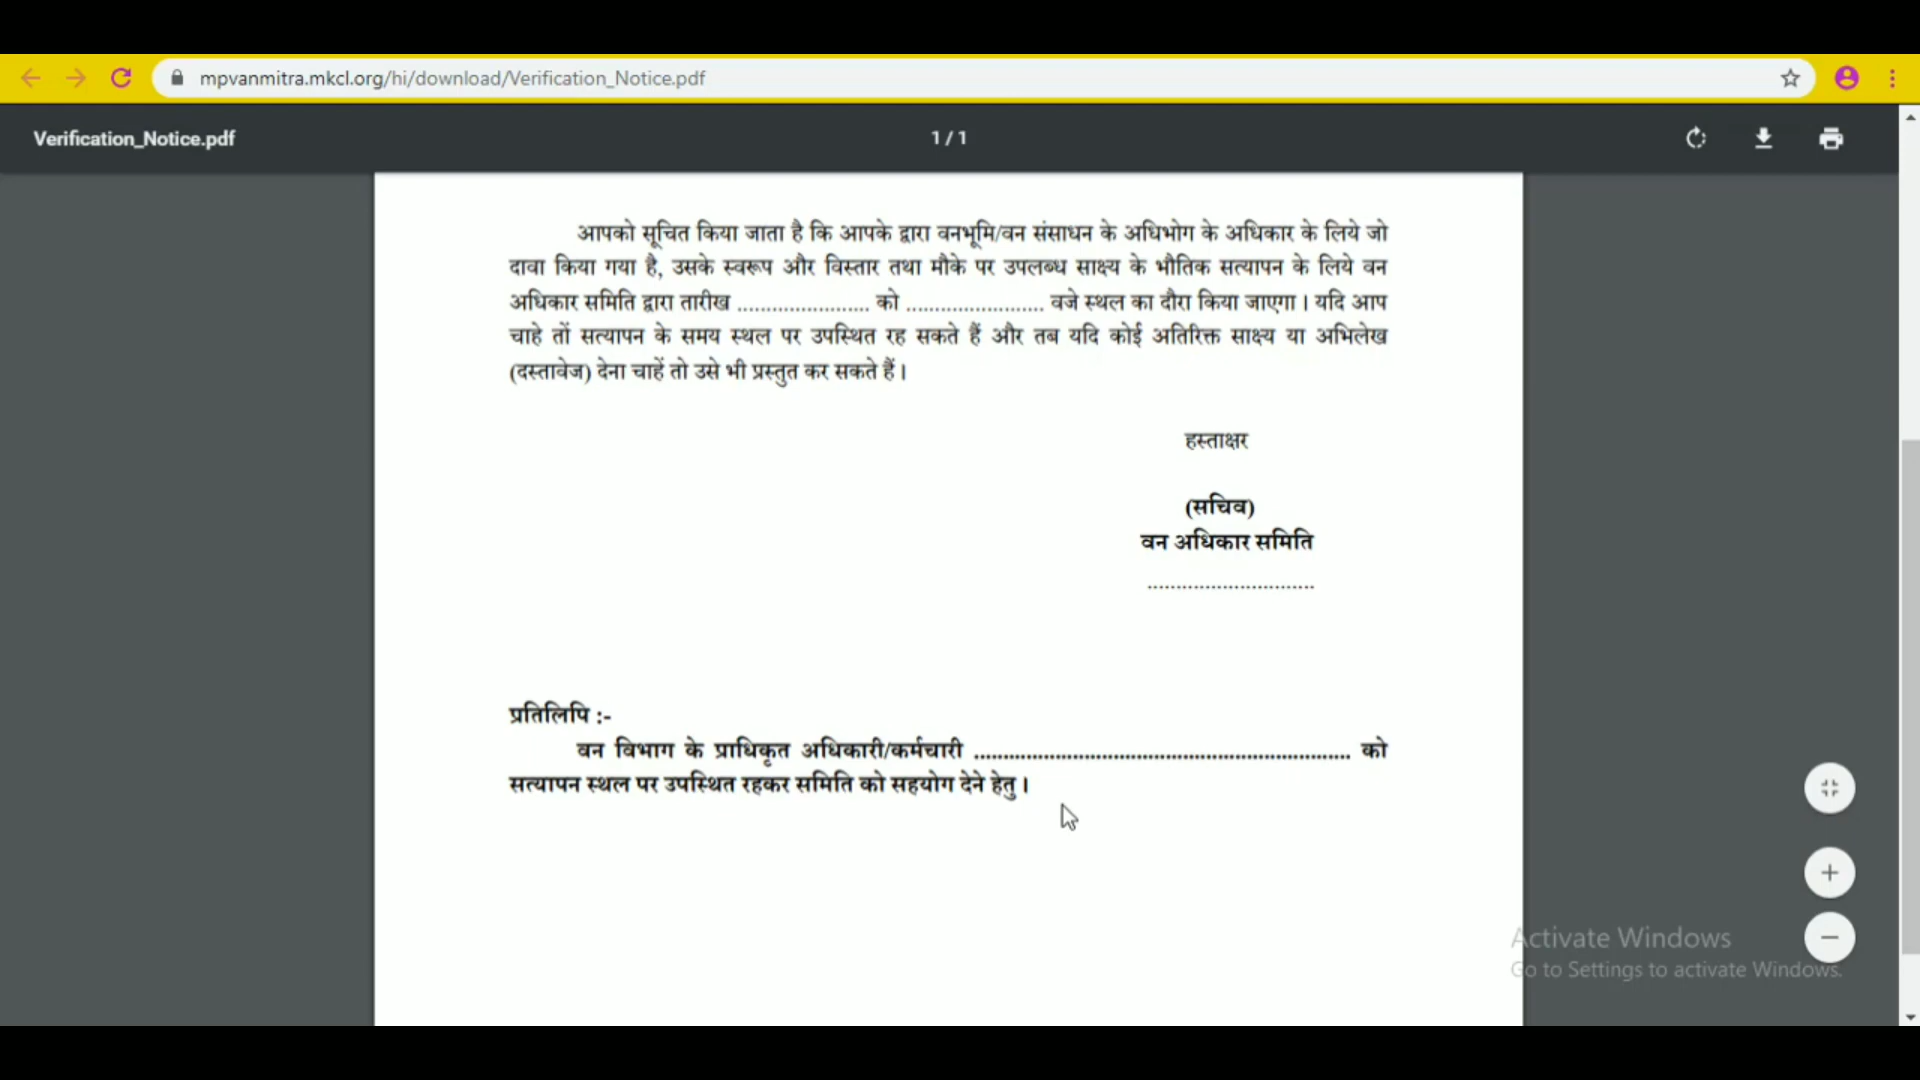 mpvanmitra.mkcl.org/hi/download/Verification_Notice.pdf
Verification_Notice.pdf
1 / 1
आपको सूचित किया जाता है कि आपके द्वारा वनभूमि/वन संसाधन के अधिभोग के अधिकार के लिये जो
दावा किया गया है, उसके स्वरूप और विस्तार तथा मौके पर उपलब्ध साक्ष्य के भौतिक सत्यापन के लिये वन
अधिकार समिति द्वारा तारीख ....................... को ........................ वजे स्थल का दौरा किया जाएगा । यदि आप
चाहे तों सत्यापन के समय स्थल पर उपस्थित रह सकते हैं और तब यदि कोई अतिरिक्त साक्ष्य या अभिलेख
(दस्तावेज) देना चाहें तो उसे भी प्रस्तुत कर सकते हैं ।
हस्ताक्षर
(सचिव)
वन अधिकार समिति
.............................
प्रतिलिपि :-
वन विभाग के प्राधिकृत अधिकारी/कर्मचारी ................................................................. को
सत्यापन स्थल पर उपस्थित रहकर समिति को सहयोग देने हेतु ।
Activate Windows
Go to Settings to activate Windows.